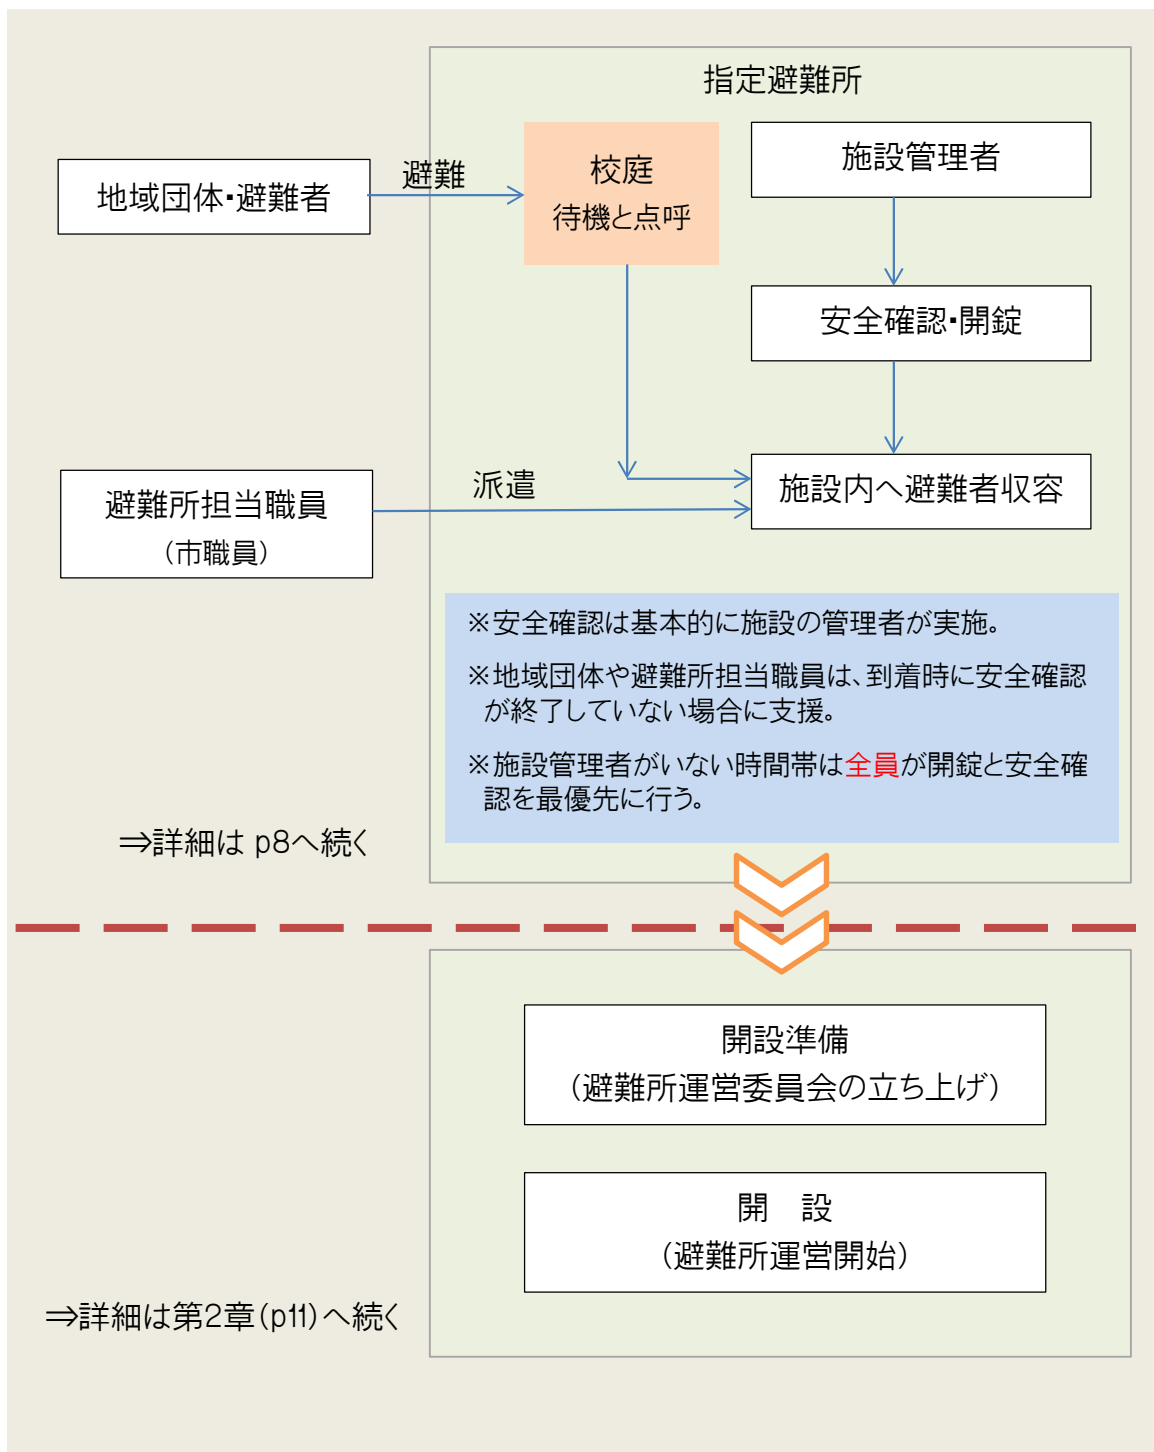 指定避難所
地域団体・避難者
避難
校庭
待機と点呼
施設管理者
安全確認・開錠
避難所担当職員
（市職員）
派遣
施設内へ避難者収容
※安全確認は基本的に施設の管理者が実施。
※地域団体や避難所担当職員は、到着時に安全確認
が終了していない場合に支援。
※施設管理者がいない時間帯は全員が開錠と安全確
認を最優先に行う。
⇒詳細は p8へ続く
開設準備
（避難所運営委員会の立ち上げ）
開　設
（避難所運営開始）
⇒詳細は第2章（p11）へ続く